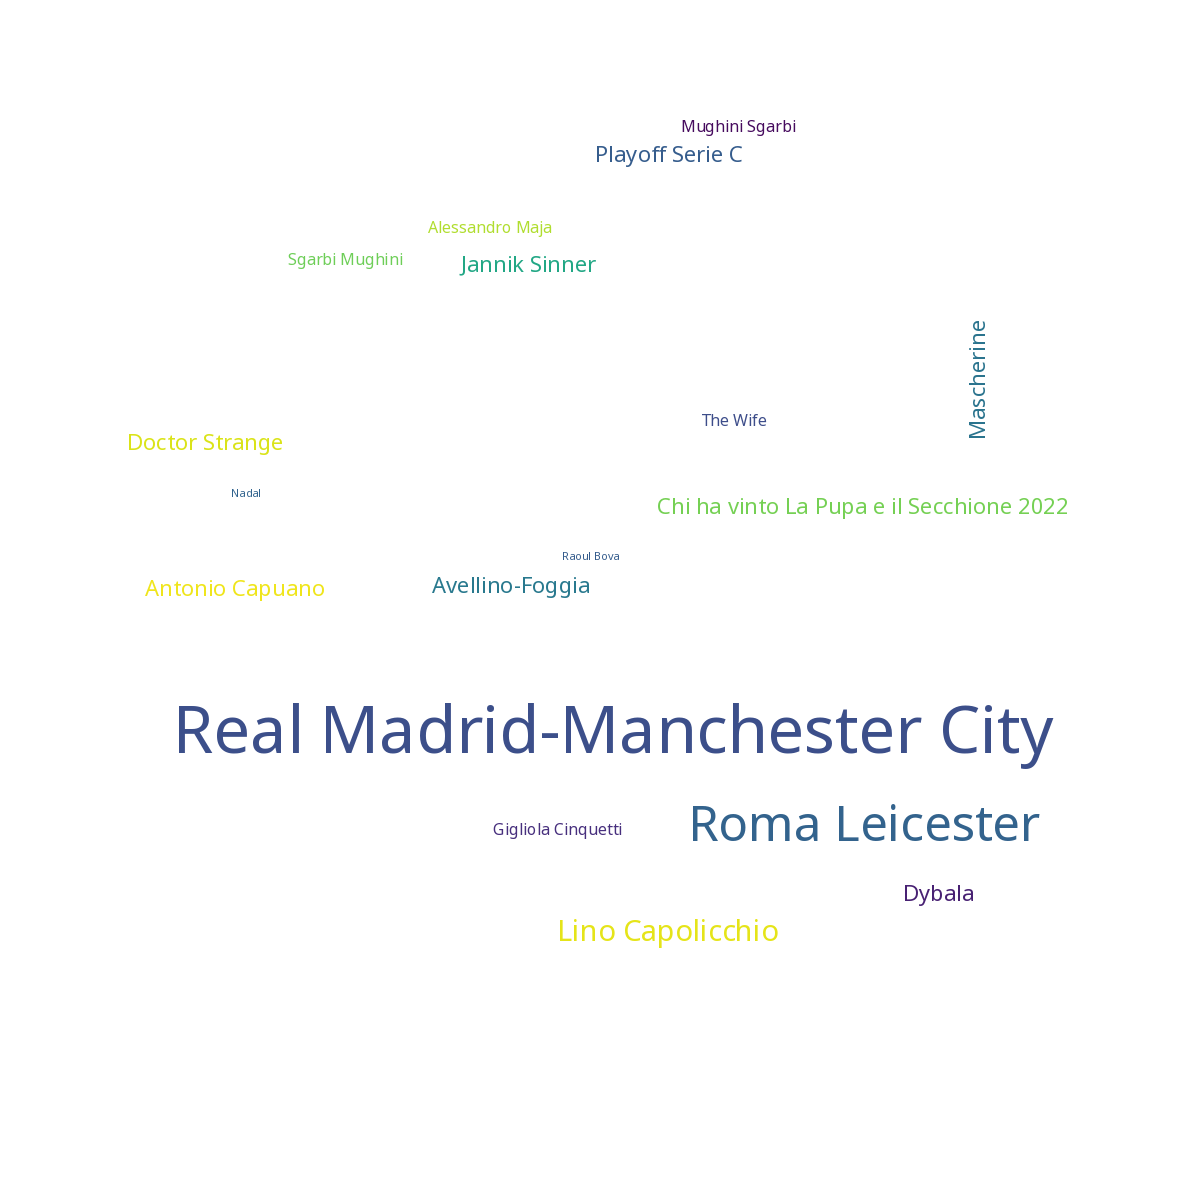 Mughini Sgarbi
Playoff Serie C
Alessandro Maja
Sgarbi Mughini
Jannik Sinner
Mascherine
The Wife
Doctor Strange
Nadal
Chi ha vinto La Pupa e il Secchione 2022
Raoul Bova
Antonio Capuano
Avellino-Foggia
Real Madrid-Manchester City
Roma Leicester
Gigliola Cinquetti
Dybala
Lino Capolicchio